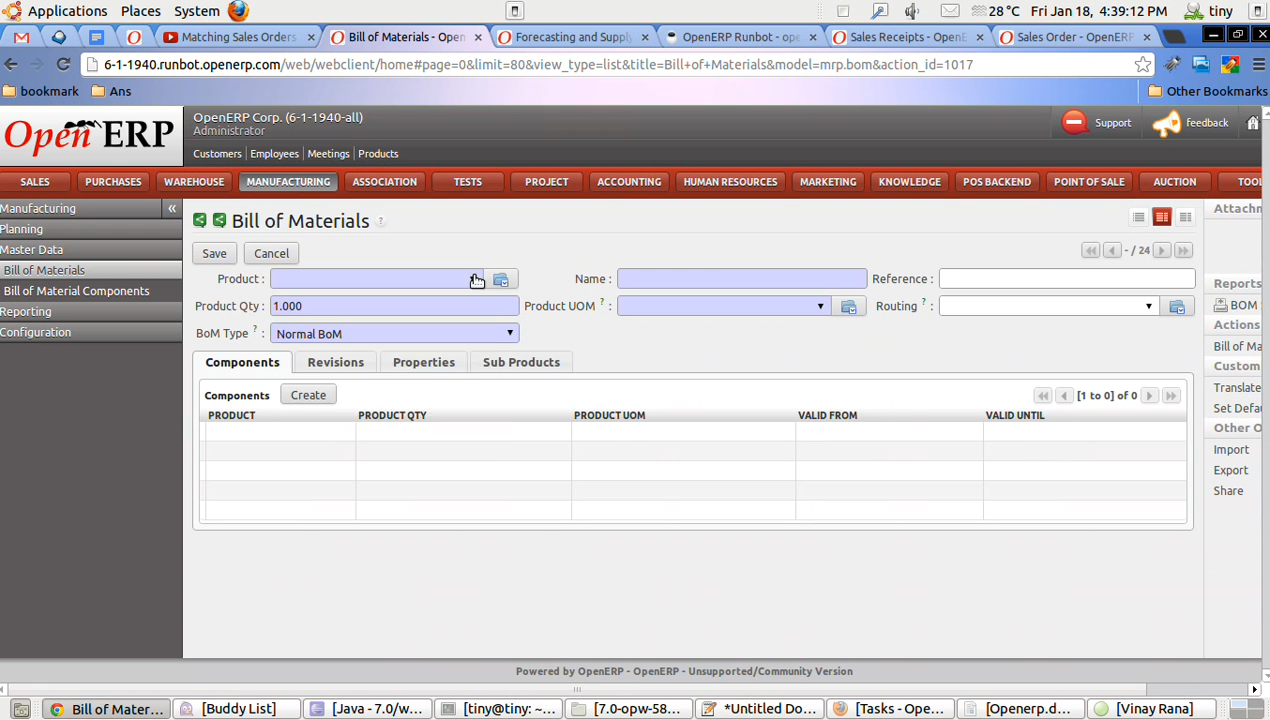 Applications Places System 28 °C Fri Jan 18, 4:39:12 PM tiny
Matching Sales Orders × Bill of Materials - Open × Forecasting and Supply × OpenERP Runbot - ope × Sales Receipts - OpenE × Sales Order - OpenERP ×
6-1-1940.runbot.openerp.com/web/webclient/home#page=0&limit=80&view_type=list&title=Bill+of+Materials&model=mrp.bom&action_id=1017
bookmark Ans Other Bookmarks
Open ERP
OpenERP Corp. (6-1-1940-all)
Administrator
Support feedback
Customers Employees Meetings Products
SALES PURCHASES WAREHOUSE MANUFACTURING ASSOCIATION TESTS PROJECT ACCOUNTING HUMAN RESOURCES MARKETING KNOWLEDGE POS BACKEND POINT OF SALE AUCTION TOOL
Manufacturing «
Planning
Master Data
Bill of Materials
Bill of Material Components
Reporting
Configuration
Bill of Materials ?
Save Cancel - / 24
Product : Name : Reference :
Product Qty : 1.000 Product UOM ? : Routing ? :
BoM Type ? : Normal BoM
Components Revisions Properties Sub Products
Components Create [1 to 0] of 0
PRODUCT PRODUCT QTY PRODUCT UOM VALID FROM VALID UNTIL
Attachm
Reports
BOM
Actions
Bill of Ma
Custom
Translate
Set Defau
Other O
Import
Export
Share
Powered by OpenERP - OpenERP - Unsupported/Community Version
Bill of Mater... [Buddy List] [Java - 7.0/w... [tiny@tiny: ~... [7.0-opw-58... *Untitled Do... [Tasks - Ope... [Openerp.d... [Vinay Rana]